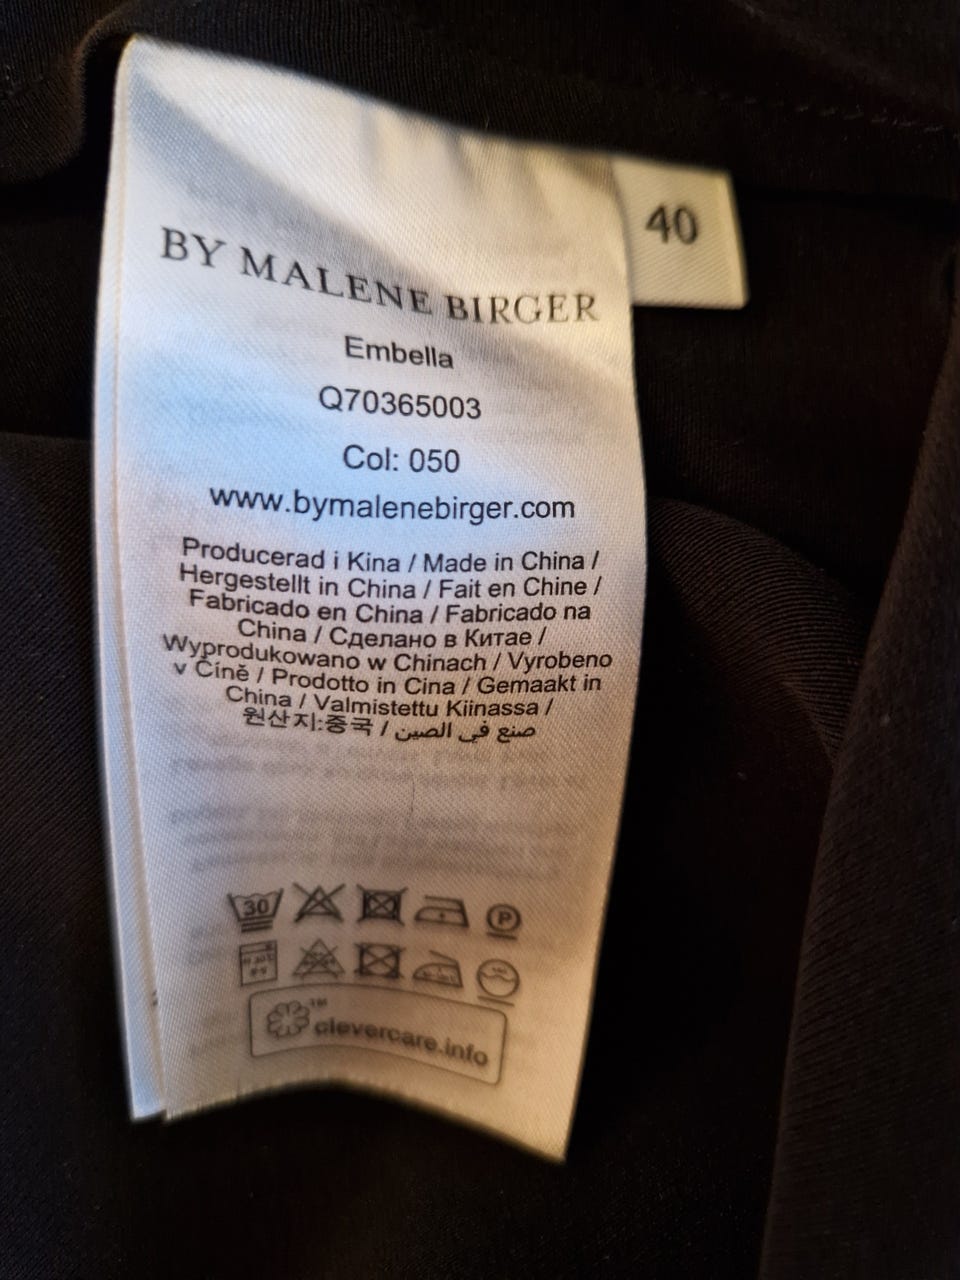 40
BY MALENE BIRGER
Embella
Q70365003
Col: 050
www.bymalenebirger.com
Producerad i Kina / Made in China /
Hergestellt in China / Fait en Chine /
Fabricado en China / Fabricado na
China / Сделано в Китае /
Wyprodukowano w Chinach / Vyrobeno
v Číně / Prodotto in Cina / Gemaakt in
China / Valmistettu Kiinassa /
원산지:중국 / صنع في الصين
30
P
TM
clevercare.info